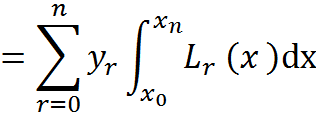 = \sum_{r=0}^{n} y_r \int_{x_0}^{x_n} L_r (x) dx